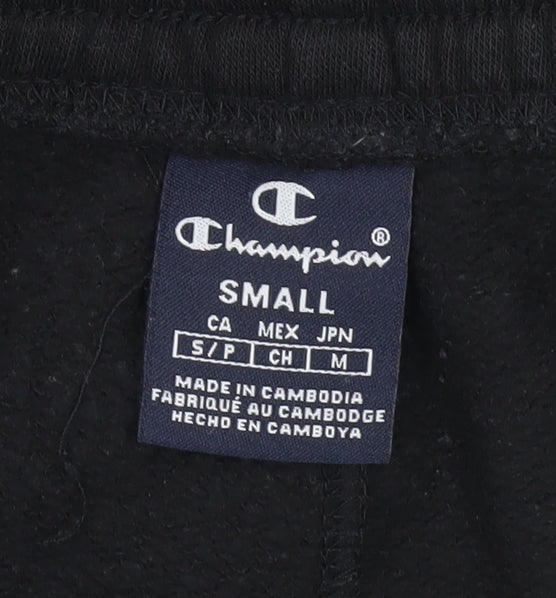 Champion®
SMALL
CA MEX JPN
S/P CH M
MADE IN CAMBODIA
FABRIQUÉ AU CAMBODGE
HECHO EN CAMBOYA